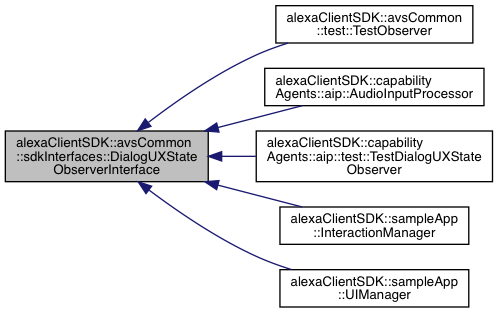 alexaClientSDK::avsCommon
::test::TestObserver
alexaClientSDK::capability
Agents::aip::AudioInputProcessor
alexaClientSDK::avsCommon
::sdkInterfaces::DialogUXState
ObserverInterface
alexaClientSDK::capability
Agents::aip::test::TestDialogUXState
Observer
alexaClientSDK::sampleApp
::InteractionManager
alexaClientSDK::sampleApp
::UIManager